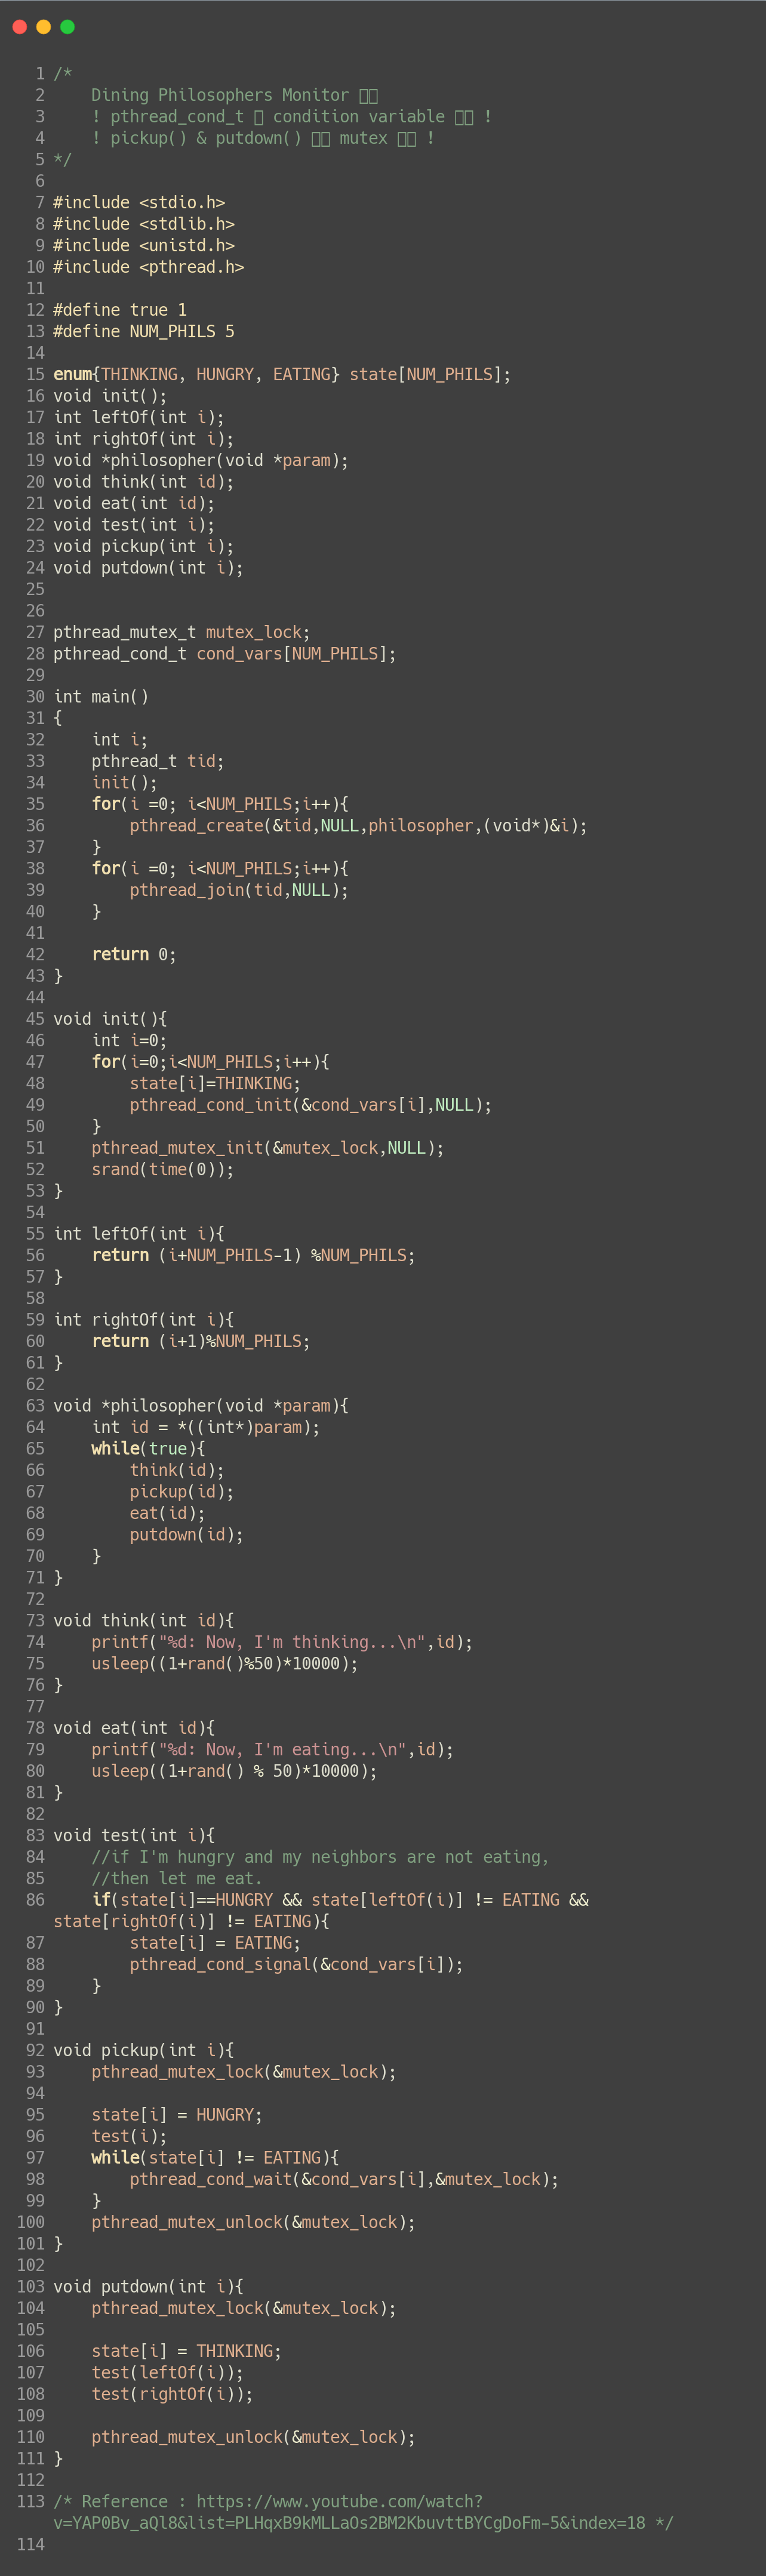 1 /*
2     Dining Philosophers Monitor
3     ! pthread_cond_t condition variable !
4     ! pickup() & putdown() mutex !
5 */
6
7 #include <stdio.h>
8 #include <stdlib.h>
9 #include <unistd.h>
10 #include <pthread.h>
11
12 #define true 1
13 #define NUM_PHILS 5
14
15 enum{THINKING, HUNGRY, EATING} state[NUM_PHILS];
16 void init();
17 int leftOf(int i);
18 int rightOf(int i);
19 void *philosopher(void *param);
20 void think(int id);
21 void eat(int id);
22 void test(int i);
23 void pickup(int i);
24 void putdown(int i);
25
26
27 pthread_mutex_t mutex_lock;
28 pthread_cond_t cond_vars[NUM_PHILS];
29
30 int main()
31 {
32     int i;
33     pthread_t tid;
34     init();
35     for(i =0; i<NUM_PHILS;i++){
36         pthread_create(&tid,NULL,philosopher,(void*)&i);
37     }
38     for(i =0; i<NUM_PHILS;i++){
39         pthread_join(tid,NULL);
40     }
41
42     return 0;
43 }
44
45 void init(){
46     int i=0;
47     for(i=0;i<NUM_PHILS;i++){
48         state[i]=THINKING;
49         pthread_cond_init(&cond_vars[i],NULL);
50     }
51     pthread_mutex_init(&mutex_lock,NULL);
52     srand(time(0));
53 }
54
55 int leftOf(int i){
56     return (i+NUM_PHILS-1) %NUM_PHILS;
57 }
58
59 int rightOf(int i){
60     return (i+1)%NUM_PHILS;
61 }
62
63 void *philosopher(void *param){
64     int id = *((int*)param);
65     while(true){
66         think(id);
67         pickup(id);
68         eat(id);
69         putdown(id);
70     }
71 }
72
73 void think(int id){
74     printf("%d: Now, I'm thinking...\n",id);
75     usleep((1+rand()%50)*10000);
76 }
77
78 void eat(int id){
79     printf("%d: Now, I'm eating...\n",id);
80     usleep((1+rand() % 50)*10000);
81 }
82
83 void test(int i){
84     //if I'm hungry and my neighbors are not eating,
85     //then let me eat.
86     if(state[i]==HUNGRY && state[leftOf(i)] != EATING &&
state[rightOf(i)] != EATING){
87         state[i] = EATING;
88         pthread_cond_signal(&cond_vars[i]);
89     }
90 }
91
92 void pickup(int i){
93     pthread_mutex_lock(&mutex_lock);
94
95     state[i] = HUNGRY;
96     test(i);
97     while(state[i] != EATING){
98         pthread_cond_wait(&cond_vars[i],&mutex_lock);
99     }
100     pthread_mutex_unlock(&mutex_lock);
101 }
102
103 void putdown(int i){
104     pthread_mutex_lock(&mutex_lock);
105
106     state[i] = THINKING;
107     test(leftOf(i));
108     test(rightOf(i));
109
110     pthread_mutex_unlock(&mutex_lock);
111 }
112
113 /* Reference : https://www.youtube.com/watch?
v=YAP0Bv_aQl8&list=PLHqxB9kMLLaOs2BM2KbuvttBYCgDoFm-5&index=18 */
114